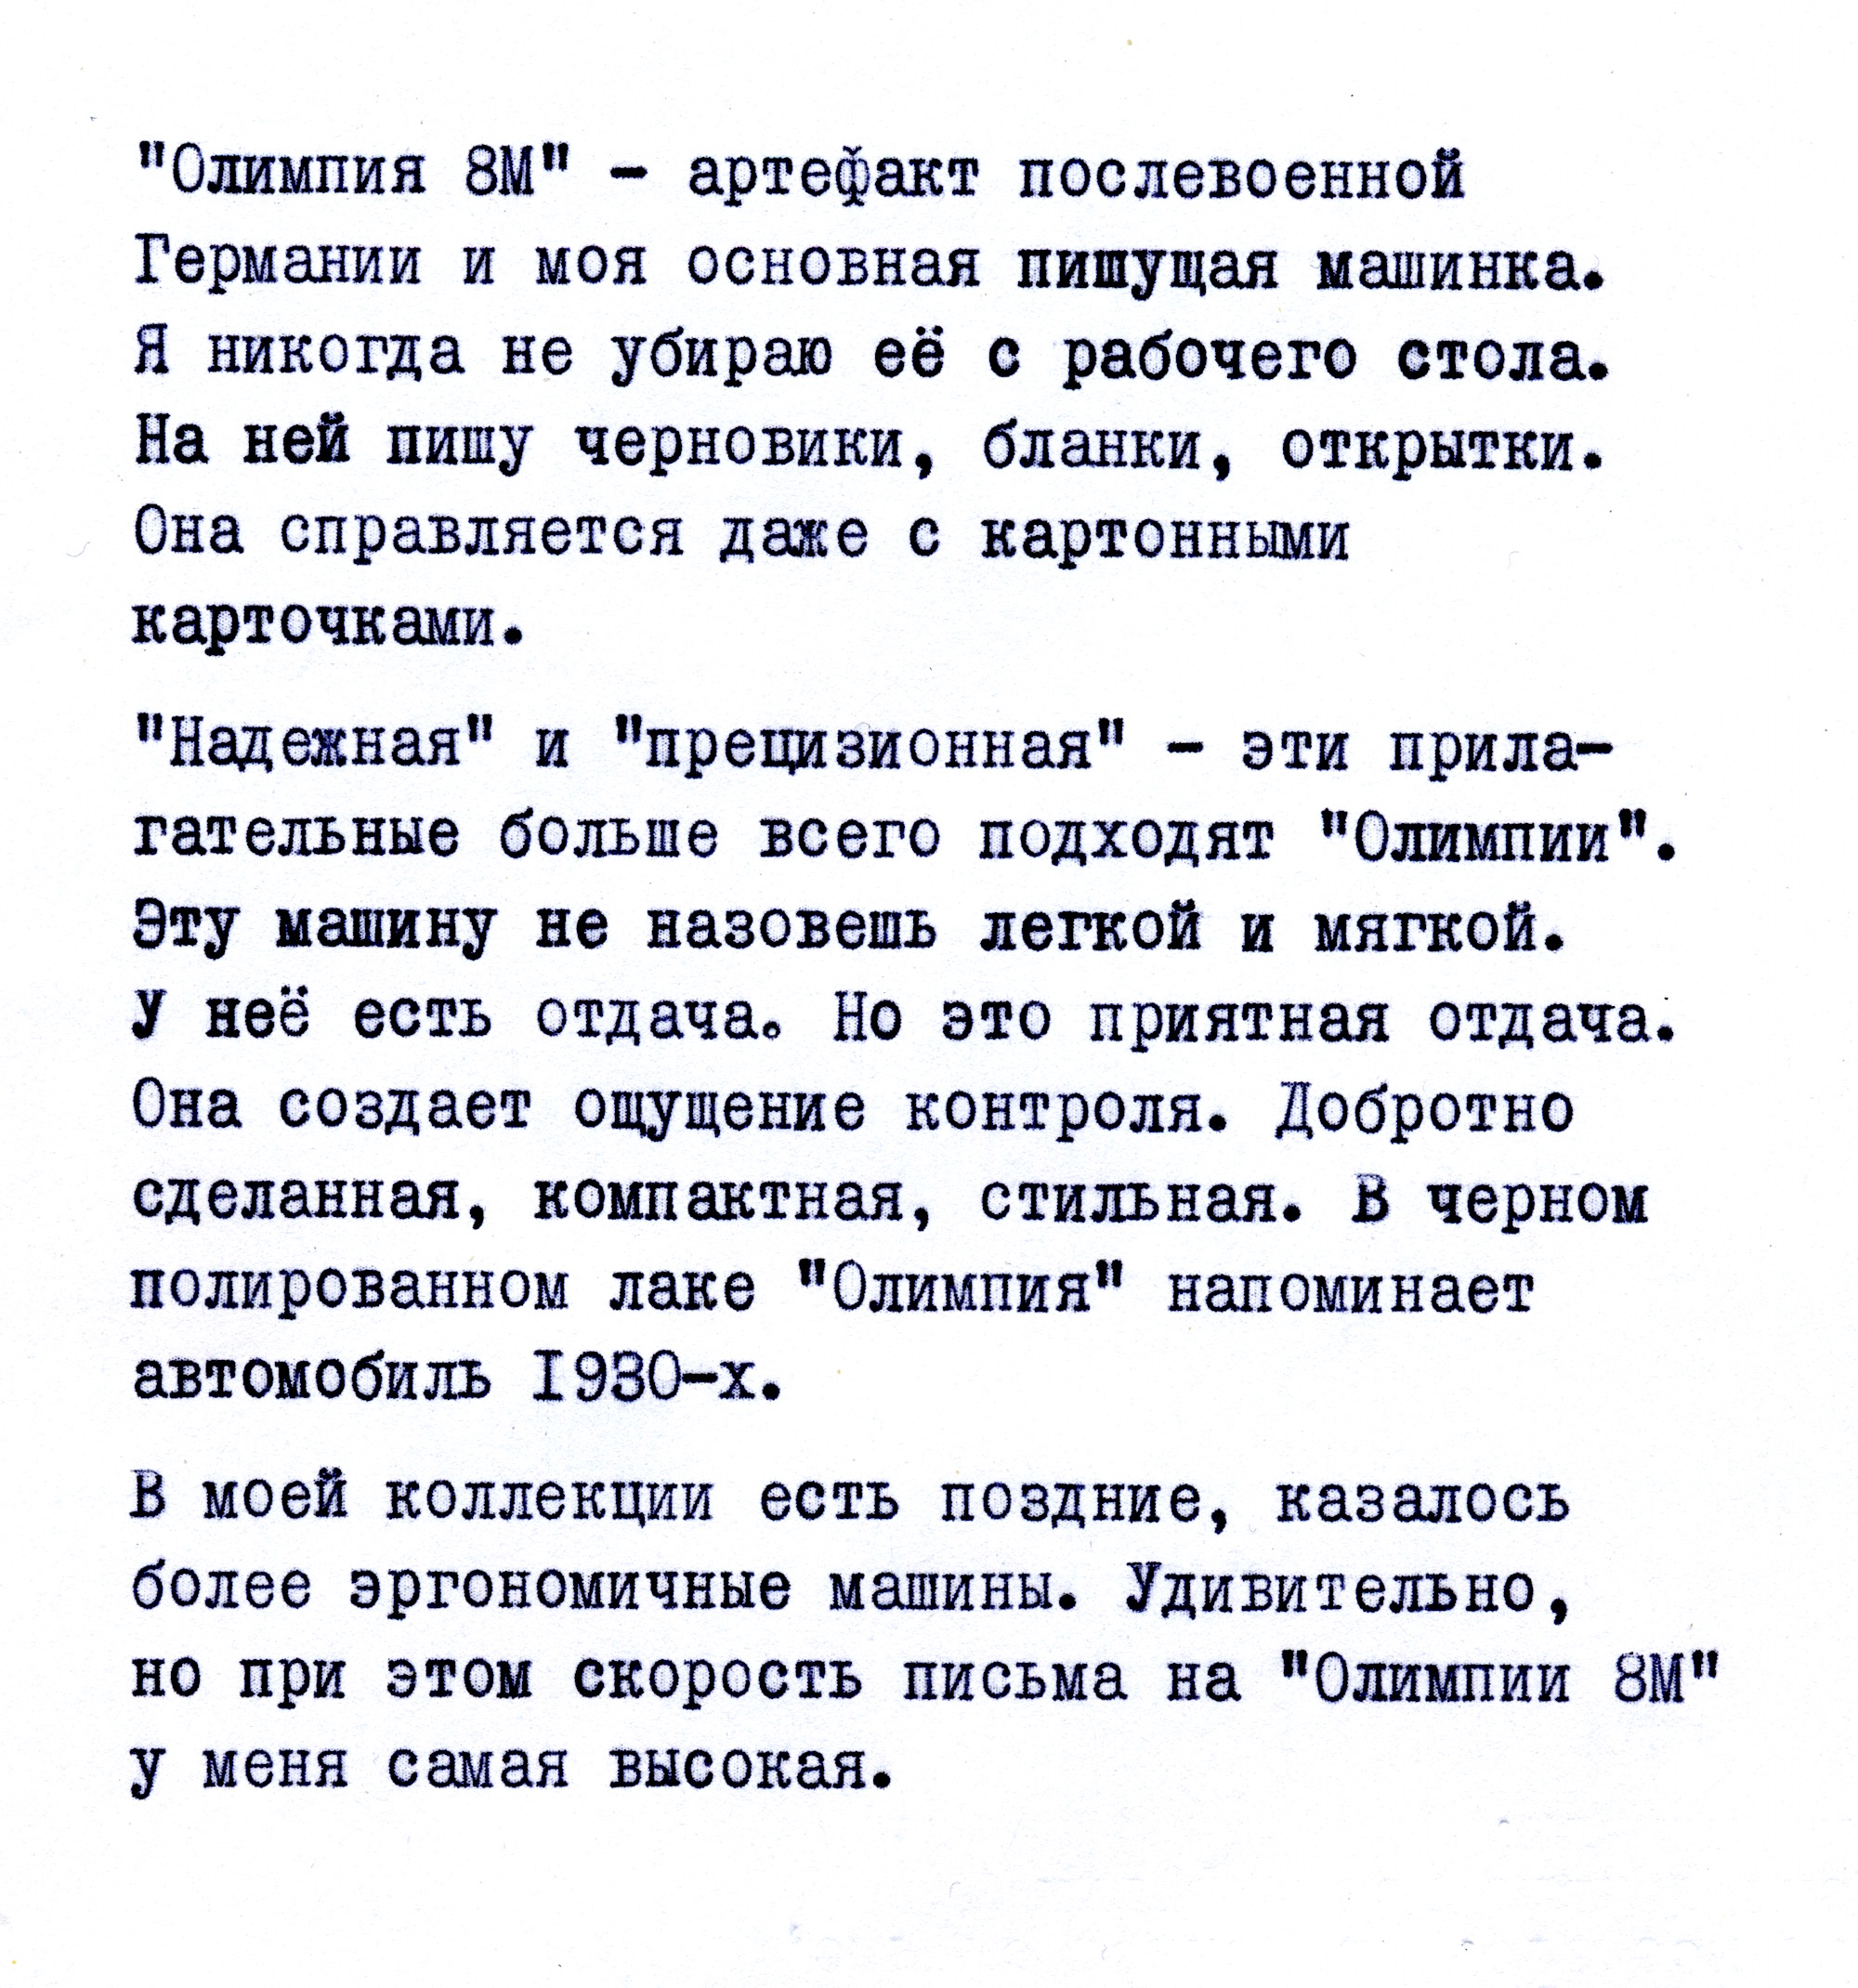 "Олимпия 8М" - артефакт послевоенной
Германии и моя основная пишущая машинка.
Я никогда не убираю её с рабочего стола.
На ней пишу черновики, бланки, открытки.
Она справляется даже с картонными
карточками.
"Надежная" и "прецизионная" - эти прила-
гательные больше всего подходят "Олимпии".
Эту машину не назовешь легкой и мягкой.
У неё есть отдача. Но это приятная отдача.
Она создает ощущение контроля. Добротно
сделанная, компактная, стильная. В черном
полированном лаке "Олимпия" напоминает
автомобиль I930-х.
В моей коллекции есть поздние, казалось
более эргономичные машины. Удивительно,
но при этом скорость письма на "Олимпии 8М"
у меня самая высокая.